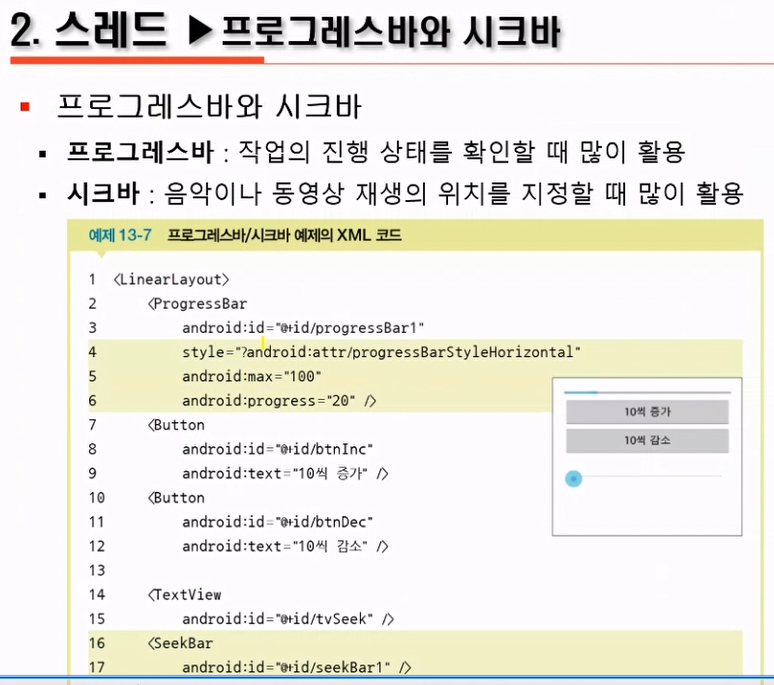 2. 스레드 ▶프로그레스바와 시크바
▪ 프로그레스바와 시크바
▪ 프로그레스바 : 작업의 진행 상태를 확인할 때 많이 활용
▪ 시크바 : 음악이나 동영상 재생의 위치를 지정할 때 많이 활용
예제 13-7 프로그레스바/시크바 예제의 XML 코드
1 <LinearLayout>
2 <ProgressBar
3 android:id="@+id/progressBar1"
4 style="?android:attr/progressBarStyleHorizontal"
5 android:max="100"
6 android:progress="20" />
7 <Button
8 android:id="@+id/btnInc"
9 android:text="10씩 증가" />
10 <Button
11 android:id="@+id/btnDec"
12 android:text="10씩 감소" />
13
14 <TextView
15 android:id="@+id/tvSeek" />
16 <SeekBar
17 android:id="@+id/seekBar1" />
10씩 증가
10씩 감소